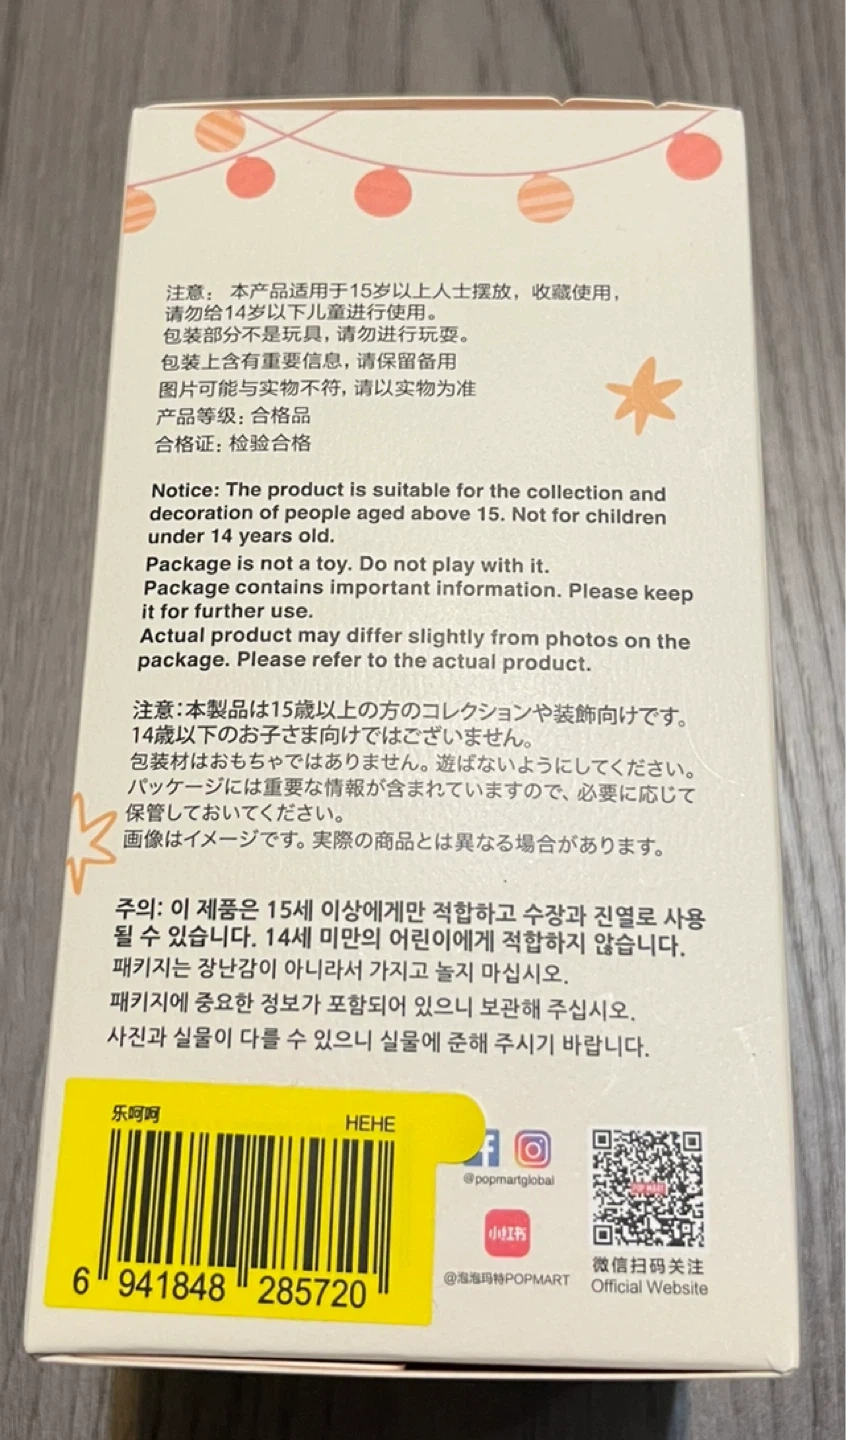 注意： 本产品适用于15岁以上人士摆放，收藏使用，
请勿给14岁以下儿童进行使用。
包装部分不是玩具，请勿进行玩耍。
包装上含有重要信息，请保留备用
图片可能与实物不符，请以实物为准
产品等级：合格品
合格证：检验合格
Notice: The product is suitable for the collection and
decoration of people aged above 15. Not for children
under 14 years old.
Package is not a toy. Do not play with it.
Package contains important information. Please keep
it for further use.
Actual product may differ slightly from photos on the
package. Please refer to the actual product.
注意：本製品は15歳以上の方のコレクションや装飾向けです。
14歳以下のお子さま向けではございません。
包装材はおもちゃではありません。遊ばないようにしてください。
パッケージには重要な情報が含まれていますので、必要に応じて
保管しておいてください。
画像はイメージです。実際の商品とは異なる場合があります。
주의: 이 제품은 15세 이상에게만 적합하고 수장과 진열로 사용
될 수 있습니다. 14세 미만의 어린이에게 적합하지 않습니다.
패키지는 장난감이 아니라서 가지고 놀지 마십시오.
패키지에 중요한 정보가 포함되어 있으니 보관해 주십시오.
사진과 실물이 다를 수 있으니 실물에 준해 주시기 바랍니다.
乐呵呵 HEHE
6 941848 285720
f
@popmartglobal
小红书
@泡泡玛特POPMART
POP MART
微信扫码关注
Official Website